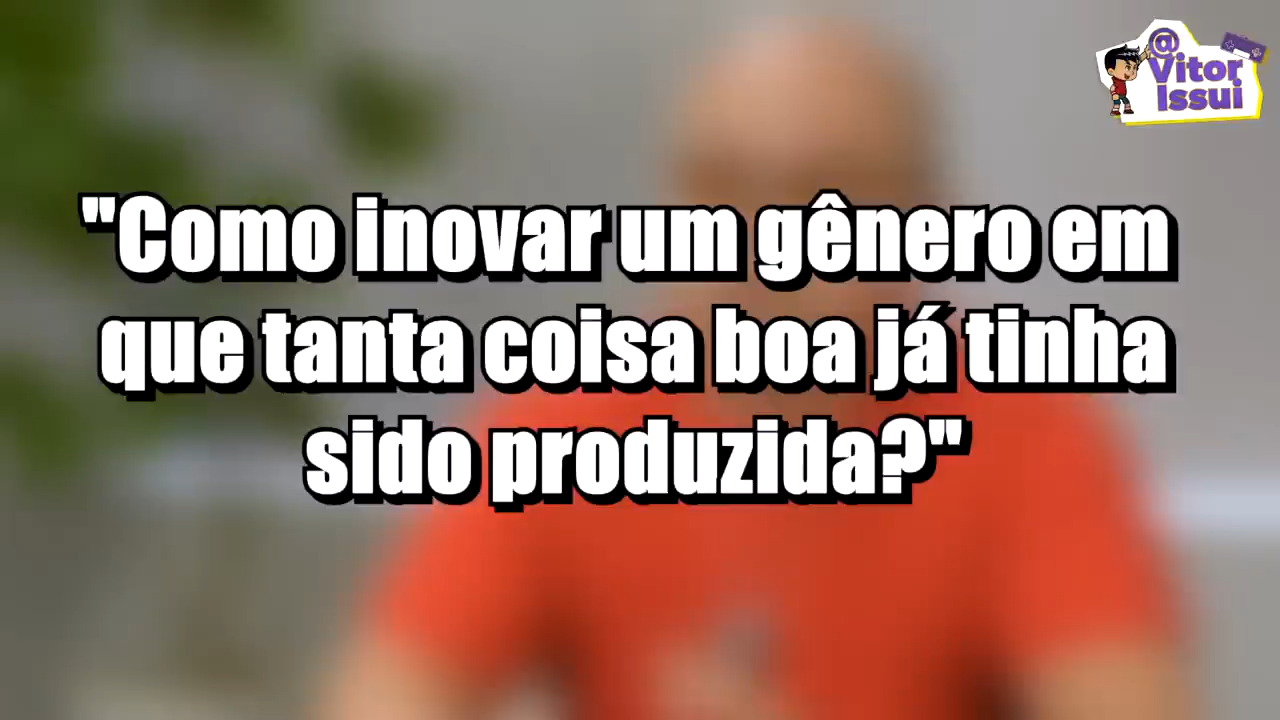 @
Vitor
Issui
"Como inovar um gênero em
que tanta coisa boa já tinha
sido produzida?"